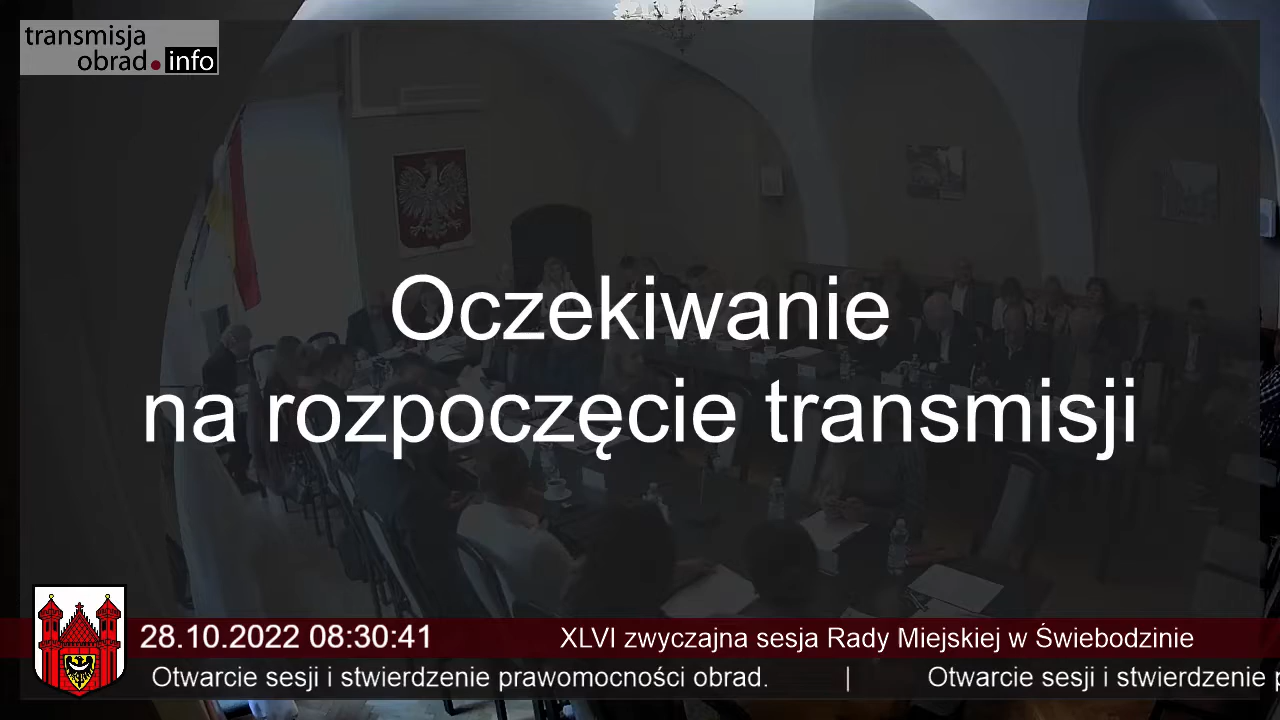 transmisja
obrad.info
Oczekiwanie
na rozpoczęcie transmisji
28.10.2022 08:30:41 XLVI zwyczajna sesja Rady Miejskiej w Świebodzinie
Otwarcie sesji i stwierdzenie prawomocności obrad. | Otwarcie sesji i stwierdzenie